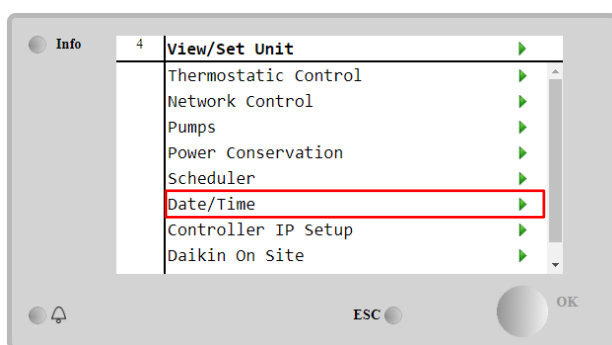 Info
4 View/Set Unit
Thermostatic Control
Network Control
Pumps
Power Conservation
Scheduler
Date/Time
Controller IP Setup
Daikin On Site
ESC
OK